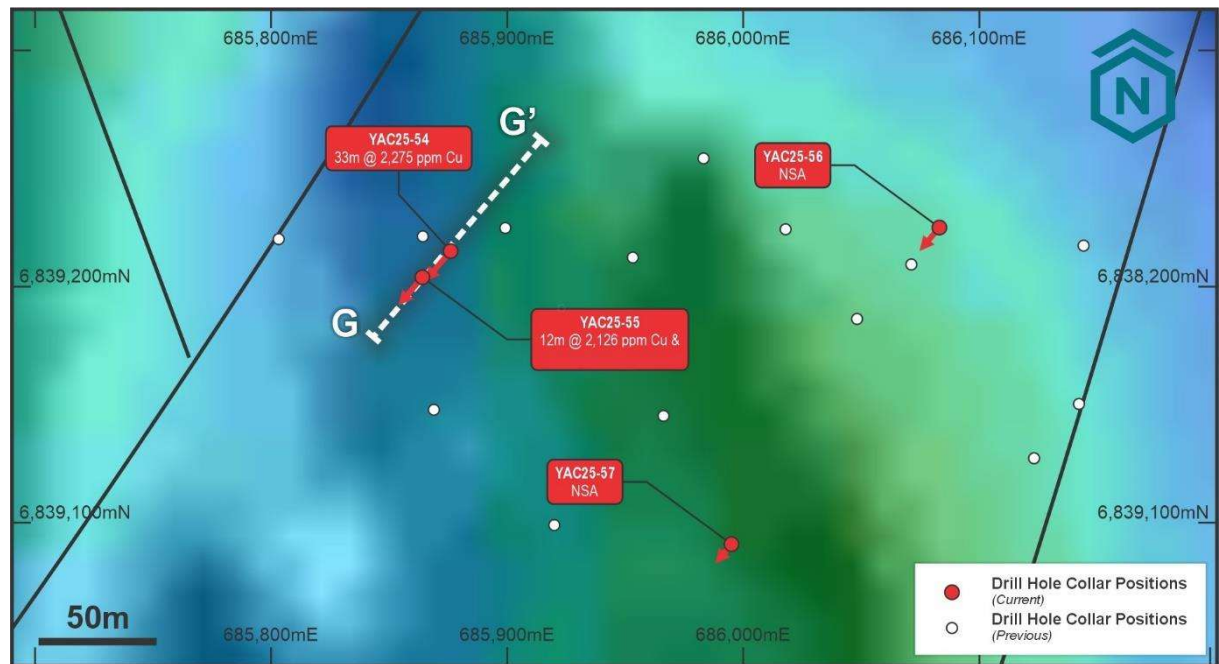 685,800mE
685,900mE
686,000mE
686,100mE
N
G'
YAC25-54
33m @ 2,275 ppm Cu
YAC25-56
NSA
6,839,200mN
6,838,200mN
G
YAC25-55
12m @ 2,126 ppm Cu &
YAC25-57
NSA
6,839,100mN
6,839,100mN
Drill Hole Collar Positions
(Current)
Drill Hole Collar Positions
(Previous)
50m
685,800mE
685,900mE
686,000mE